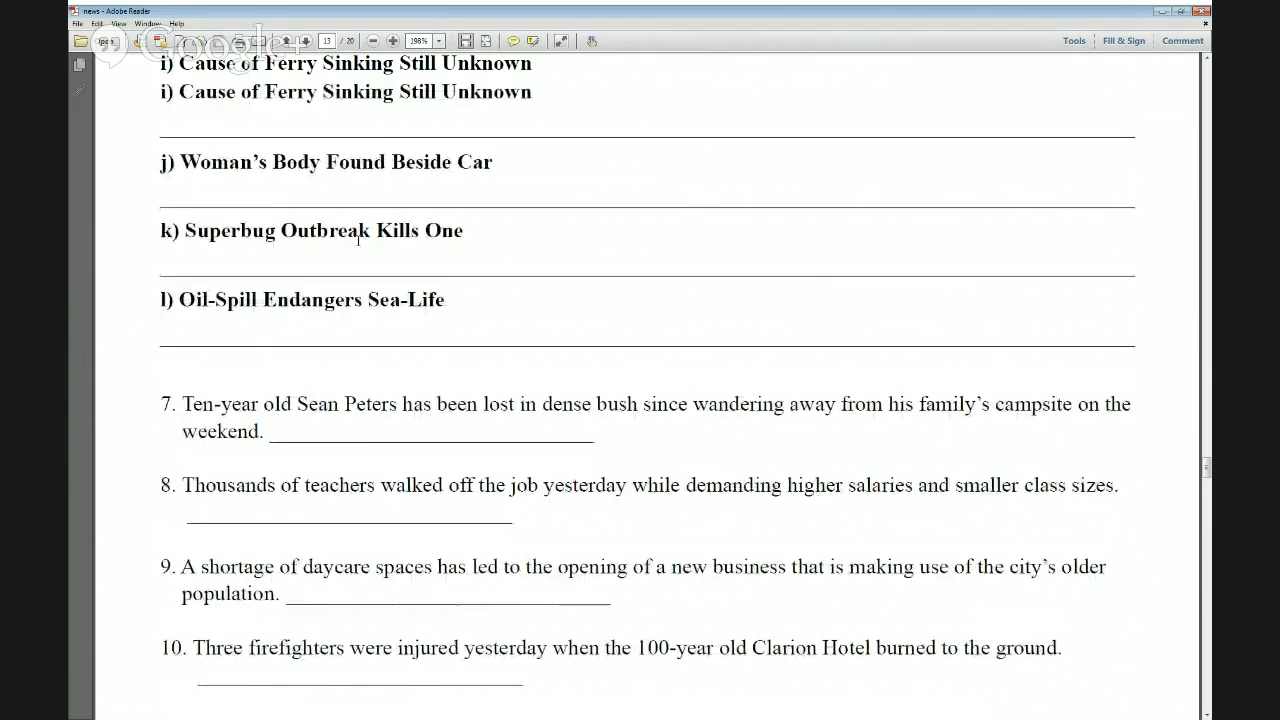 news - Adobe Reader
File Edit View Window Help
Open
Google+
13 / 20
198%
Tools Fill & Sign Comment
i) Cause of Ferry Sinking Still Unknown
i) Cause of Ferry Sinking Still Unknown
j) Woman’s Body Found Beside Car
k) Superbug Outbreak Kills One
l) Oil-Spill Endangers Sea-Life
7. Ten-year old Sean Peters has been lost in dense bush since wandering away from his family’s campsite on the
weekend.
8. Thousands of teachers walked off the job yesterday while demanding higher salaries and smaller class sizes.
9. A shortage of daycare spaces has led to the opening of a new business that is making use of the city’s older
population.
10. Three firefighters were injured yesterday when the 100-year old Clarion Hotel burned to the ground.